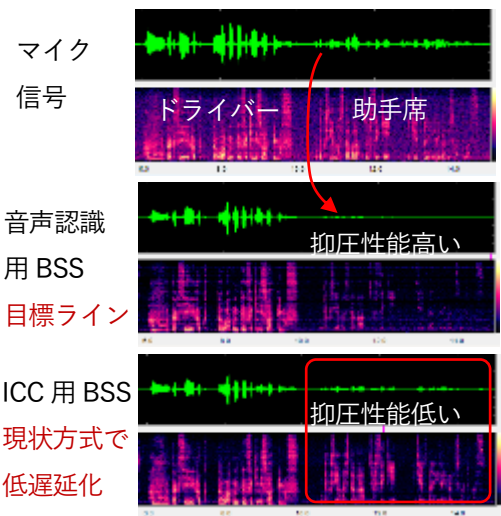 マイク
信号
ドライバー 助手席
音声認識
用 BSS
目標ライン
抑圧性能高い
ICC 用 BSS
現状方式で
低遅延化
抑圧性能低い